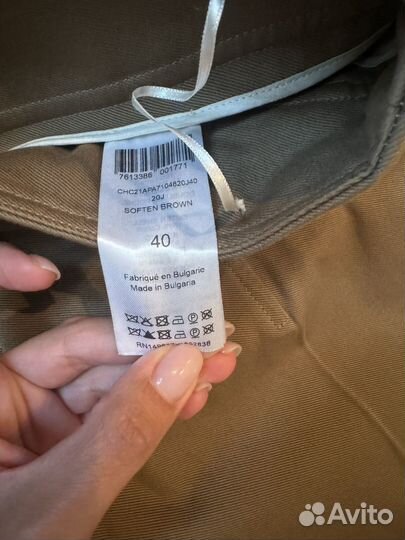 7613386 001771
CHC21APA7104620J40
20J
SOFTEN BROWN
40
Fabriqué en Bulgarie
Made in Bulgaria
Avito